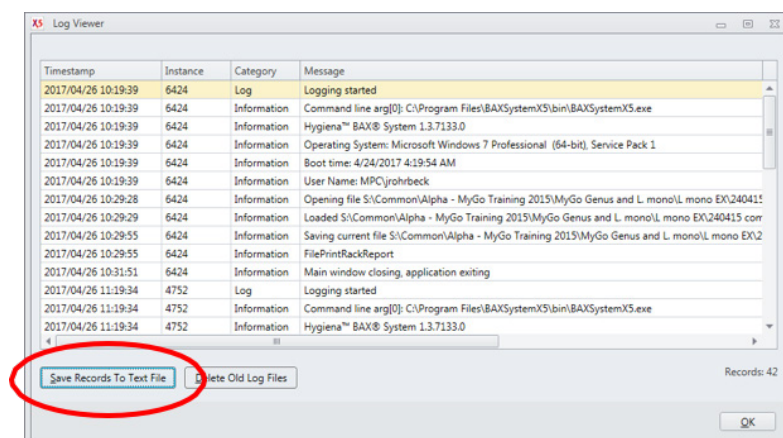 X5 Log Viewer
Timestamp Instance Category Message
2017/04/26 10:19:39 6424 Log Logging started
2017/04/26 10:19:39 6424 Information Command line arg[0]: C:\Program Files\BAXSystemX5\bin\BAXSystemX5.exe
2017/04/26 10:19:39 6424 Information Hygiena™ BAX® System 1.3.7133.0
2017/04/26 10:19:39 6424 Information Operating System: Microsoft Windows 7 Professional (64-bit), Service Pack 1
2017/04/26 10:19:39 6424 Information Boot time: 4/24/2017 4:19:54 AM
2017/04/26 10:19:39 6424 Information User Name: MPC\jrohrbeck
2017/04/26 10:29:28 6424 Information Opening file S:\Common\Alpha - MyGo Training 2015\MyGo Genus and L. mono\L mono EX\240415
2017/04/26 10:29:29 6424 Information Loaded S:\Common\Alpha - MyGo Training 2015\MyGo Genus and L. mono\L mono EX\240415 com
2017/04/26 10:29:55 6424 Information Saving current file S:\Common\Alpha - MyGo Training 2015\MyGo Genus and L. mono\L mono EX\2
2017/04/26 10:29:55 6424 Information FilePrintRackReport
2017/04/26 10:31:51 6424 Information Main window closing, application exiting
2017/04/26 11:19:34 4752 Log Logging started
2017/04/26 11:19:34 4752 Information Command line arg[0]: C:\Program Files\BAXSystemX5\bin\BAXSystemX5.exe
2017/04/26 11:19:34 4752 Information Hygiena™ BAX® System 1.3.7133.0
Save Records To Text File Delete Old Log Files Records: 42
OK